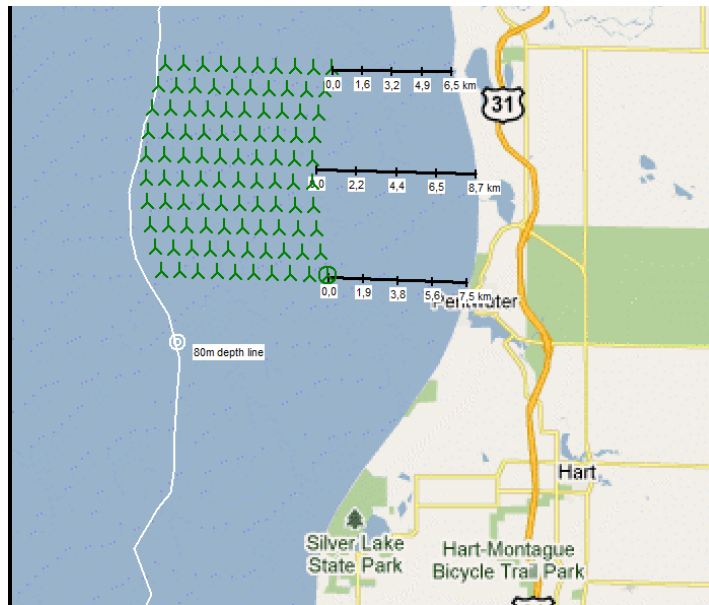 0,0 1,6 3,2 4,9 6,5 km
31
0,0 2,2 4,4 6,5 8,7 km
0,0 1,9 3,8 5,6 7,5 km
Pentwater
80m depth line
Hart
Silver Lake
State Park
Hart-Montague
Bicycle Trail Park